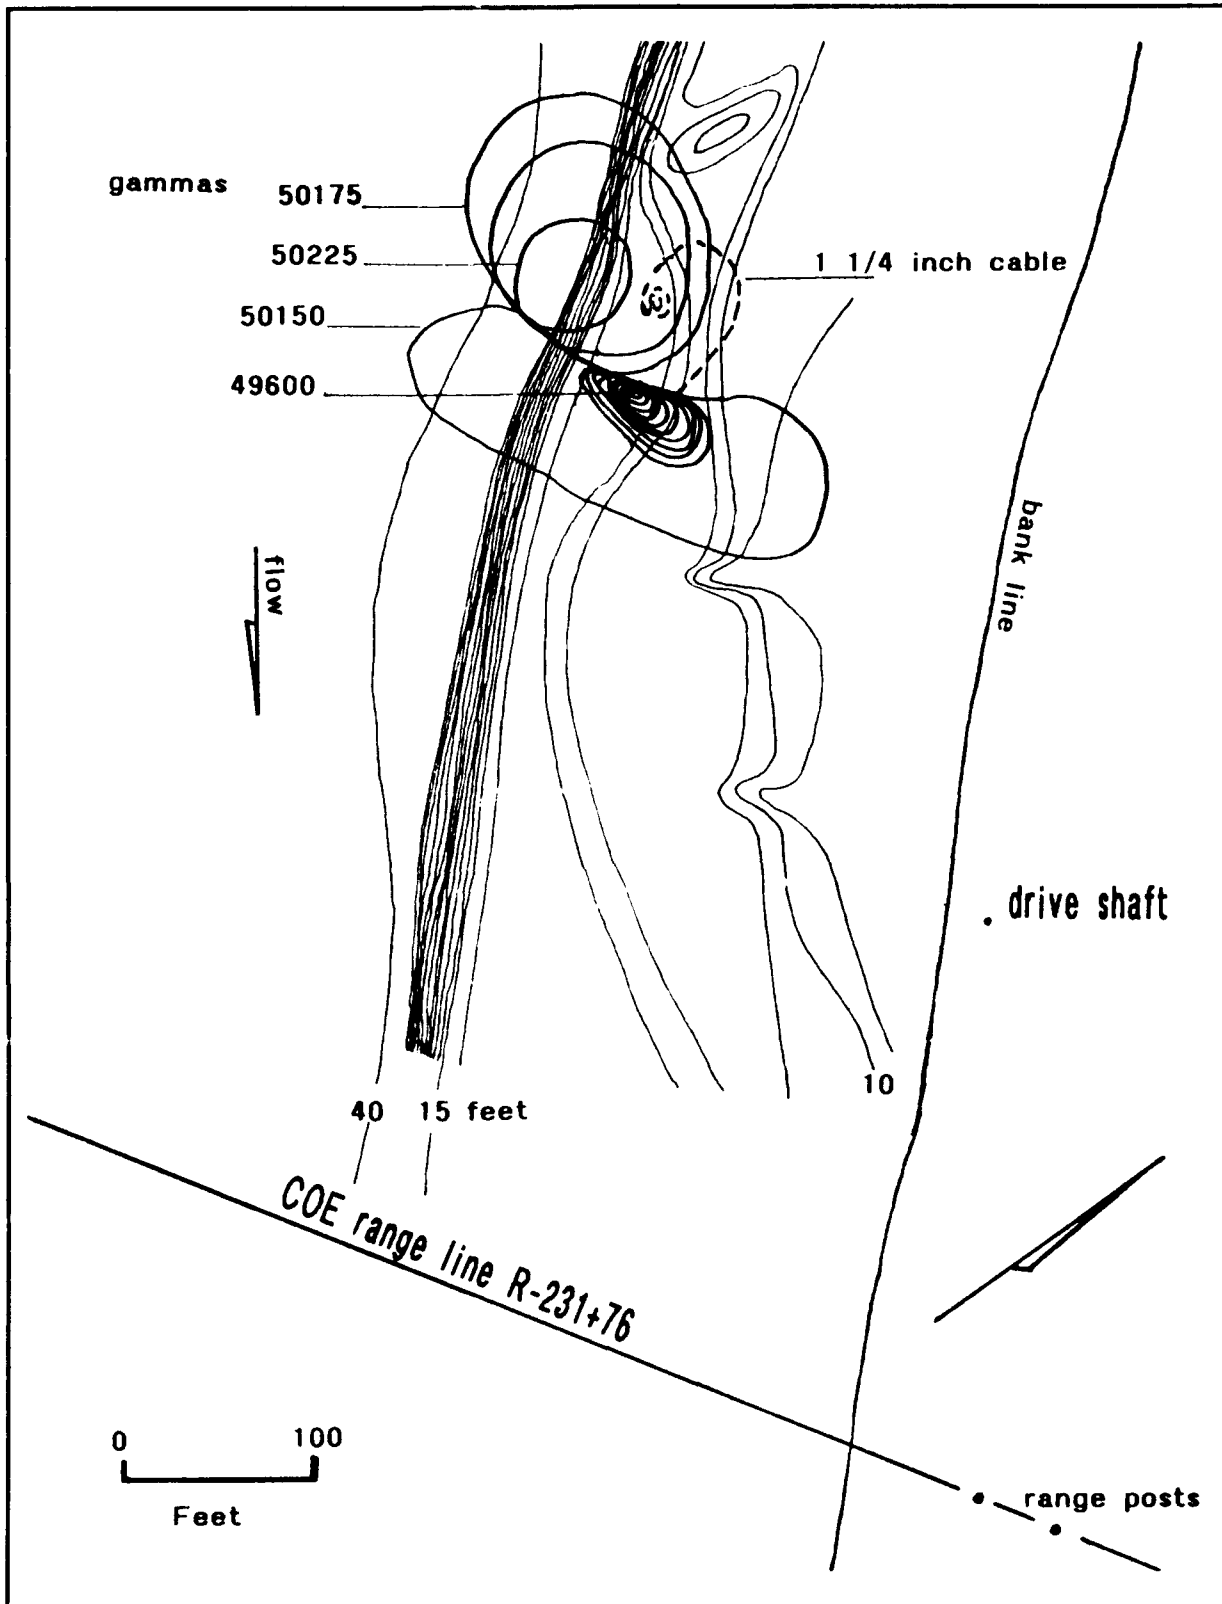 gammas
50175
50225
50150
49600
1 1/4 inch cable
flow
bank line
drive shaft
10
40
15 feet
COE range line R-231+76
0
100
Feet
range posts